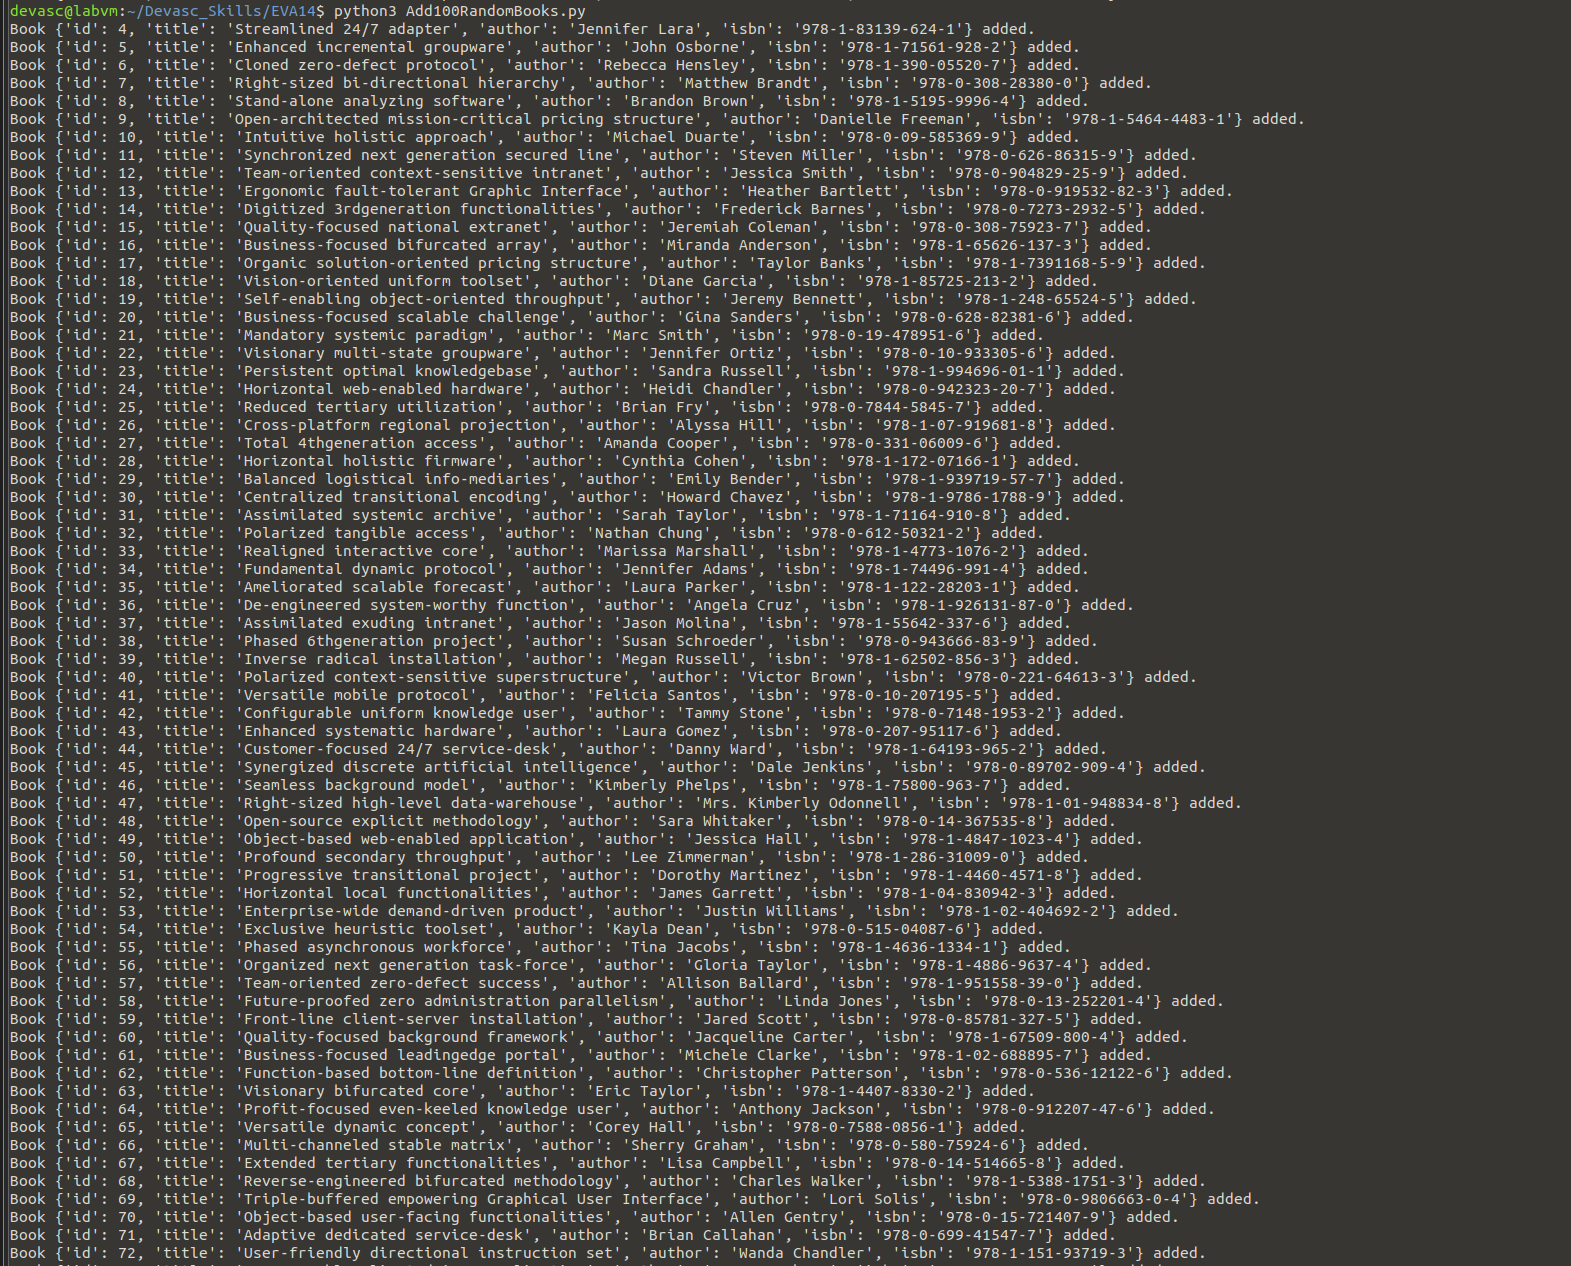 devasc@labvm:~/Devasc_Skills/EVA14$ python3 Add100RandomBooks.py
Book {'id': 4, 'title': 'Streamlined 24/7 adapter', 'author': 'Jennifer Lara', 'isbn': '978-1-83139-624-1'} added.
Book {'id': 5, 'title': 'Enhanced incremental groupware', 'author': 'John Osborne', 'isbn': '978-1-71561-928-2'} added.
Book {'id': 6, 'title': 'Cloned zero-defect protocol', 'author': 'Rebecca Hensley', 'isbn': '978-1-390-05520-7'} added.
Book {'id': 7, 'title': 'Right-sized bi-directional hierarchy', 'author': 'Matthew Brandt', 'isbn': '978-0-308-28380-0'} added.
Book {'id': 8, 'title': 'Stand-alone analyzing software', 'author': 'Brandon Brown', 'isbn': '978-1-5195-9996-4'} added.
Book {'id': 9, 'title': 'Open-architected mission-critical pricing structure', 'author': 'Danielle Freeman', 'isbn': '978-1-5464-4483-1'} added.
Book {'id': 10, 'title': 'Intuitive holistic approach', 'author': 'Michael Duarte', 'isbn': '978-0-09-585369-9'} added.
Book {'id': 11, 'title': 'Synchronized next generation secured line', 'author': 'Steven Miller', 'isbn': '978-0-626-86315-9'} added.
Book {'id': 12, 'title': 'Team-oriented context-sensitive intranet', 'author': 'Jessica Smith', 'isbn': '978-0-904829-25-9'} added.
Book {'id': 13, 'title': 'Ergonomic fault-tolerant Graphic Interface', 'author': 'Heather Bartlett', 'isbn': '978-0-919532-82-3'} added.
Book {'id': 14, 'title': 'Digitized 3rdgeneration functionalities', 'author': 'Frederick Barnes', 'isbn': '978-0-7273-2932-5'} added.
Book {'id': 15, 'title': 'Quality-focused national extranet', 'author': 'Jeremiah Coleman', 'isbn': '978-0-308-75923-7'} added.
Book {'id': 16, 'title': 'Business-focused bifurcated array', 'author': 'Miranda Anderson', 'isbn': '978-1-65626-137-3'} added.
Book {'id': 17, 'title': 'Organic solution-oriented pricing structure', 'author': 'Taylor Banks', 'isbn': '978-1-7391168-5-9'} added.
Book {'id': 18, 'title': 'Vision-oriented uniform toolset', 'author': 'Diane Garcia', 'isbn': '978-1-85725-213-2'} added.
Book {'id': 19, 'title': 'Self-enabling object-oriented throughput', 'author': 'Jeremy Bennett', 'isbn': '978-1-248-65524-5'} added.
Book {'id': 20, 'title': 'Business-focused scalable challenge', 'author': 'Gina Sanders', 'isbn': '978-0-628-82381-6'} added.
Book {'id': 21, 'title': 'Mandatory systemic paradigm', 'author': 'Marc Smith', 'isbn': '978-0-19-478951-6'} added.
Book {'id': 22, 'title': 'Visionary multi-state groupware', 'author': 'Jennifer Ortiz', 'isbn': '978-0-10-933305-6'} added.
Book {'id': 23, 'title': 'Persistent optimal knowledgebase', 'author': 'Sandra Russell', 'isbn': '978-1-994696-01-1'} added.
Book {'id': 24, 'title': 'Horizontal web-enabled hardware', 'author': 'Heidi Chandler', 'isbn': '978-0-942323-20-7'} added.
Book {'id': 25, 'title': 'Reduced tertiary utilization', 'author': 'Brian Fry', 'isbn': '978-0-7844-5845-7'} added.
Book {'id': 26, 'title': 'Cross-platform regional projection', 'author': 'Alyssa Hill', 'isbn': '978-1-07-919681-8'} added.
Book {'id': 27, 'title': 'Total 4thgeneration access', 'author': 'Amanda Cooper', 'isbn': '978-0-331-06009-6'} added.
Book {'id': 28, 'title': 'Horizontal holistic firmware', 'author': 'Cynthia Cohen', 'isbn': '978-1-172-07166-1'} added.
Book {'id': 29, 'title': 'Balanced logistical info-mediaries', 'author': 'Emily Bender', 'isbn': '978-1-939719-57-7'} added.
Book {'id': 30, 'title': 'Centralized transitional encoding', 'author': 'Howard Chavez', 'isbn': '978-1-9786-1788-9'} added.
Book {'id': 31, 'title': 'Assimilated systemic archive', 'author': 'Sarah Taylor', 'isbn': '978-1-71164-910-8'} added.
Book {'id': 32, 'title': 'Polarized tangible access', 'author': 'Nathan Chung', 'isbn': '978-0-612-50321-2'} added.
Book {'id': 33, 'title': 'Realigned interactive core', 'author': 'Marissa Marshall', 'isbn': '978-1-4773-1076-2'} added.
Book {'id': 34, 'title': 'Fundamental dynamic protocol', 'author': 'Jennifer Adams', 'isbn': '978-1-74496-991-4'} added.
Book {'id': 35, 'title': 'Ameliorated scalable forecast', 'author': 'Laura Parker', 'isbn': '978-1-122-28203-1'} added.
Book {'id': 36, 'title': 'De-engineered system-worthy function', 'author': 'Angela Cruz', 'isbn': '978-1-926131-87-0'} added.
Book {'id': 37, 'title': 'Assimilated exuding intranet', 'author': 'Jason Molina', 'isbn': '978-1-55642-337-6'} added.
Book {'id': 38, 'title': 'Phased 6thgeneration project', 'author': 'Susan Schroeder', 'isbn': '978-0-943666-83-9'} added.
Book {'id': 39, 'title': 'Inverse radical installation', 'author': 'Megan Russell', 'isbn': '978-1-62502-856-3'} added.
Book {'id': 40, 'title': 'Polarized context-sensitive superstructure', 'author': 'Victor Brown', 'isbn': '978-0-221-64613-3'} added.
Book {'id': 41, 'title': 'Versatile mobile protocol', 'author': 'Felicia Santos', 'isbn': '978-0-10-207195-5'} added.
Book {'id': 42, 'title': 'Configurable uniform knowledge user', 'author': 'Tammy Stone', 'isbn': '978-0-7148-1953-2'} added.
Book {'id': 43, 'title': 'Enhanced systematic hardware', 'author': 'Laura Gomez', 'isbn': '978-0-207-95117-6'} added.
Book {'id': 44, 'title': 'Customer-focused 24/7 service-desk', 'author': 'Danny Ward', 'isbn': '978-1-64193-965-2'} added.
Book {'id': 45, 'title': 'Synergized discrete artificial intelligence', 'author': 'Dale Jenkins', 'isbn': '978-0-89702-909-4'} added.
Book {'id': 46, 'title': 'Seamless background model', 'author': 'Kimberly Phelps', 'isbn': '978-1-75800-963-7'} added.
Book {'id': 47, 'title': 'Right-sized high-level data-warehouse', 'author': 'Mrs. Kimberly Odonnell', 'isbn': '978-1-01-948834-8'} added.
Book {'id': 48, 'title': 'Open-source explicit methodology', 'author': 'Sara Whitaker', 'isbn': '978-0-14-367535-8'} added.
Book {'id': 49, 'title': 'Object-based web-enabled application', 'author': 'Jessica Hall', 'isbn': '978-1-4847-1023-4'} added.
Book {'id': 50, 'title': 'Profound secondary throughput', 'author': 'Lee Zimmerman', 'isbn': '978-1-286-31009-0'} added.
Book {'id': 51, 'title': 'Progressive transitional project', 'author': 'Dorothy Martinez', 'isbn': '978-1-4460-4571-8'} added.
Book {'id': 52, 'title': 'Horizontal local functionalities', 'author': 'James Garrett', 'isbn': '978-1-04-830942-3'} added.
Book {'id': 53, 'title': 'Enterprise-wide demand-driven product', 'author': 'Justin Williams', 'isbn': '978-1-02-404692-2'} added.
Book {'id': 54, 'title': 'Exclusive heuristic toolset', 'author': 'Kayla Dean', 'isbn': '978-0-515-04087-6'} added.
Book {'id': 55, 'title': 'Phased asynchronous workforce', 'author': 'Tina Jacobs', 'isbn': '978-1-4636-1334-1'} added.
Book {'id': 56, 'title': 'Organized next generation task-force', 'author': 'Gloria Taylor', 'isbn': '978-1-4886-9637-4'} added.
Book {'id': 57, 'title': 'Team-oriented zero-defect success', 'author': 'Allison Ballard', 'isbn': '978-1-951558-39-0'} added.
Book {'id': 58, 'title': 'Future-proofed zero administration parallelism', 'author': 'Linda Jones', 'isbn': '978-0-13-252201-4'} added.
Book {'id': 59, 'title': 'Front-line client-server installation', 'author': 'Jared Scott', 'isbn': '978-0-85781-327-5'} added.
Book {'id': 60, 'title': 'Quality-focused background framework', 'author': 'Jacqueline Carter', 'isbn': '978-1-67509-800-4'} added.
Book {'id': 61, 'title': 'Business-focused leadingedge portal', 'author': 'Michele Clarke', 'isbn': '978-1-02-688895-7'} added.
Book {'id': 62, 'title': 'Function-based bottom-line definition', 'author': 'Christopher Patterson', 'isbn': '978-0-536-12122-6'} added.
Book {'id': 63, 'title': 'Visionary bifurcated core', 'author': 'Eric Taylor', 'isbn': '978-1-4407-8330-2'} added.
Book {'id': 64, 'title': 'Profit-focused even-keeled knowledge user', 'author': 'Anthony Jackson', 'isbn': '978-0-912207-47-6'} added.
Book {'id': 65, 'title': 'Versatile dynamic concept', 'author': 'Corey Hall', 'isbn': '978-0-7588-0856-1'} added.
Book {'id': 66, 'title': 'Multi-channeled stable matrix', 'author': 'Sherry Graham', 'isbn': '978-0-580-75924-6'} added.
Book {'id': 67, 'title': 'Extended tertiary functionalities', 'author': 'Lisa Campbell', 'isbn': '978-0-14-514665-8'} added.
Book {'id': 68, 'title': 'Reverse-engineered bifurcated methodology', 'author': 'Charles Walker', 'isbn': '978-1-5388-1751-3'} added.
Book {'id': 69, 'title': 'Triple-buffered empowering Graphical User Interface', 'author': 'Lori Solis', 'isbn': '978-0-9806663-0-4'} added.
Book {'id': 70, 'title': 'Object-based user-facing functionalities', 'author': 'Allen Gentry', 'isbn': '978-0-15-721407-9'} added.
Book {'id': 71, 'title': 'Adaptive dedicated service-desk', 'author': 'Brian Callahan', 'isbn': '978-0-699-41547-7'} added.
Book {'id': 72, 'title': 'User-friendly directional instruction set', 'author': 'Wanda Chandler', 'isbn': '978-1-151-93719-3'} added.